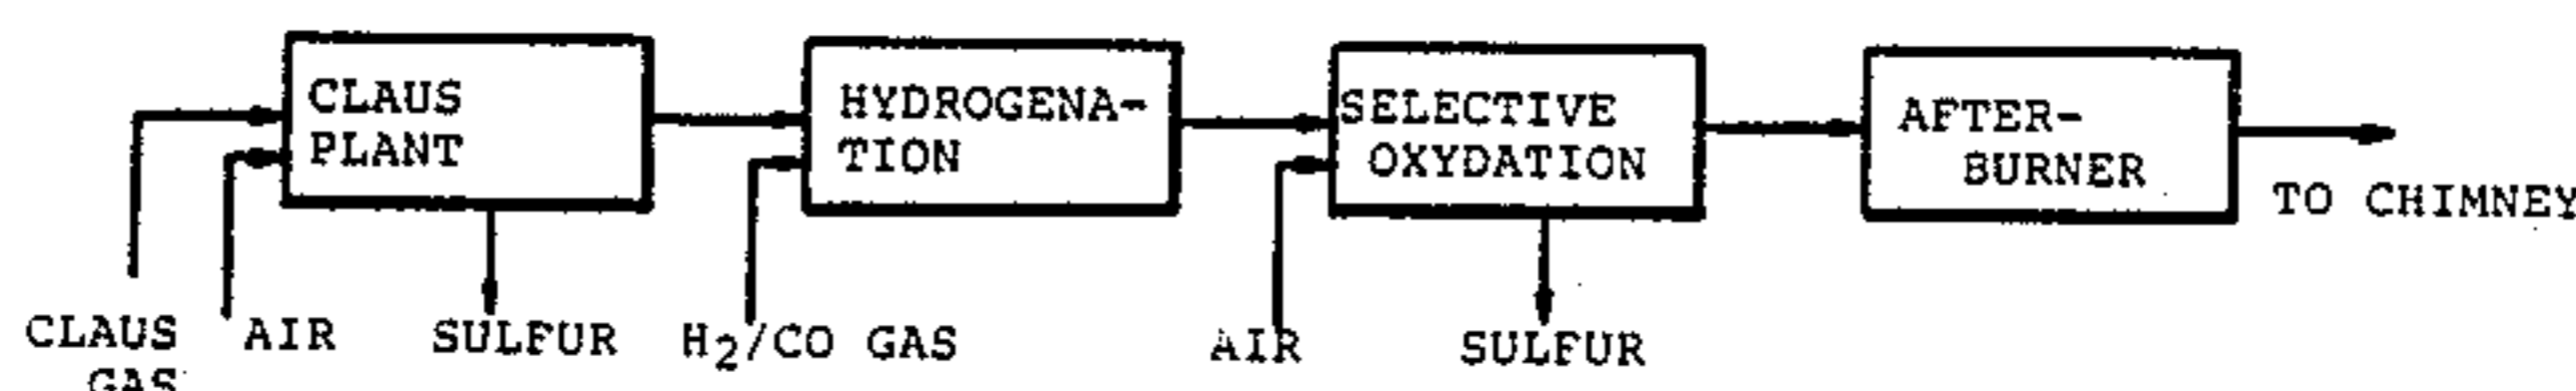 CLAUS
PLANT
HYDROGENA-
TION
SELECTIVE
OXYDATION
AFTER-
BURNER
TO CHIMNEY
CLAUS
GAS
AIR
SULFUR
H2/CO GAS
AIR
SULFUR